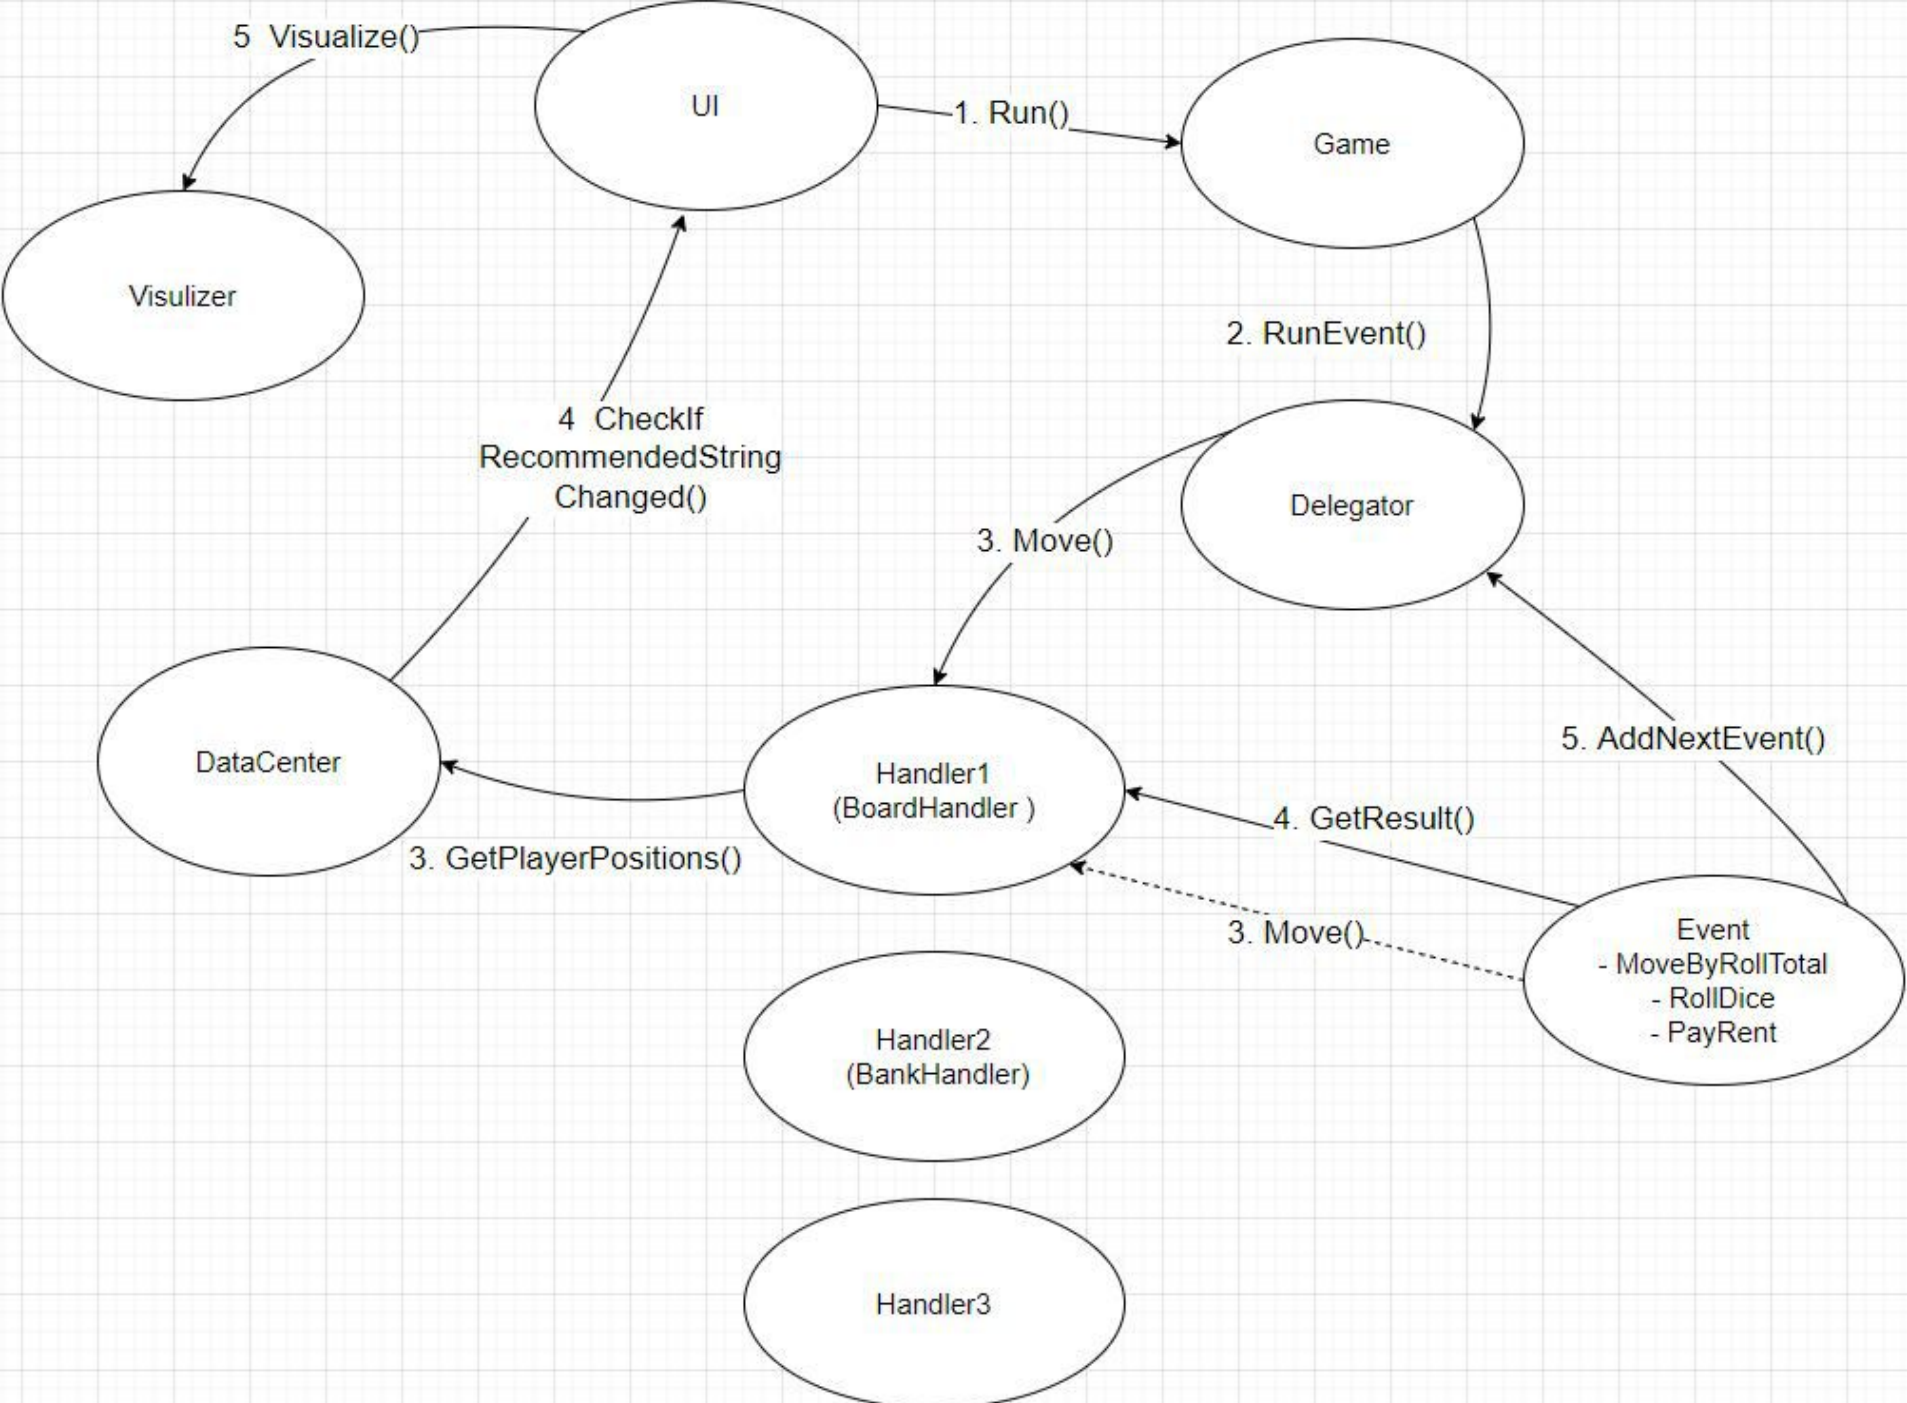 5  Visualize()
UI
1. Run()
Game
Visulizer
2. RunEvent()
4  CheckIf
RecommendedString
Changed()
Delegator
3. Move()
5. AddNextEvent()
DataCenter
Handler1
(BoardHandler )
4. GetResult()
3. GetPlayerPositions()
3. Move()
Event
- MoveByRollTotal
- RollDice
- PayRent
Handler2
(BankHandler)
Handler3